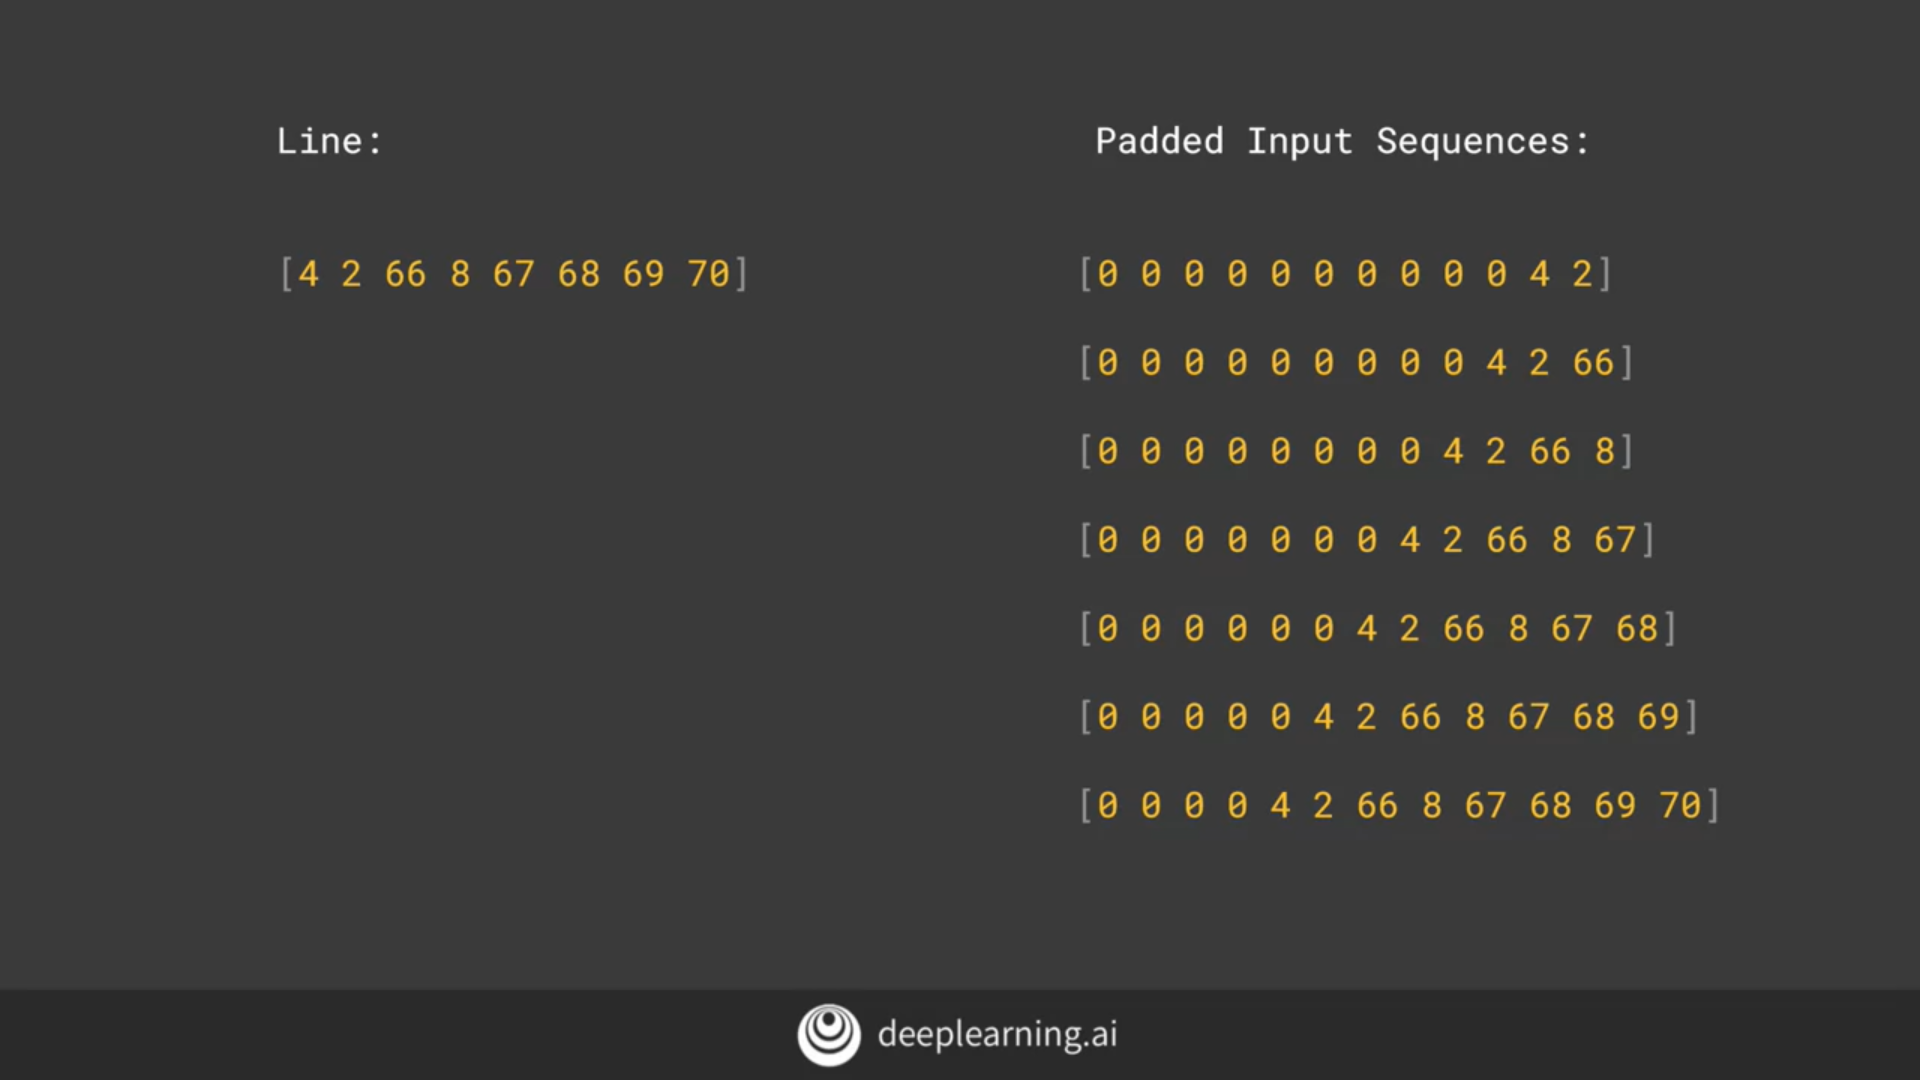 Line:
[4 2 66 8 67 68 69 70]
Padded Input Sequences:
[0 0 0 0 0 0 0 0 0 0 4 2]
[0 0 0 0 0 0 0 0 0 4 2 66]
[0 0 0 0 0 0 0 0 4 2 66 8]
[0 0 0 0 0 0 0 4 2 66 8 67]
[0 0 0 0 0 0 4 2 66 8 67 68]
[0 0 0 0 0 4 2 66 8 67 68 69]
[0 0 0 0 4 2 66 8 67 68 69 70]
deeplearning.ai